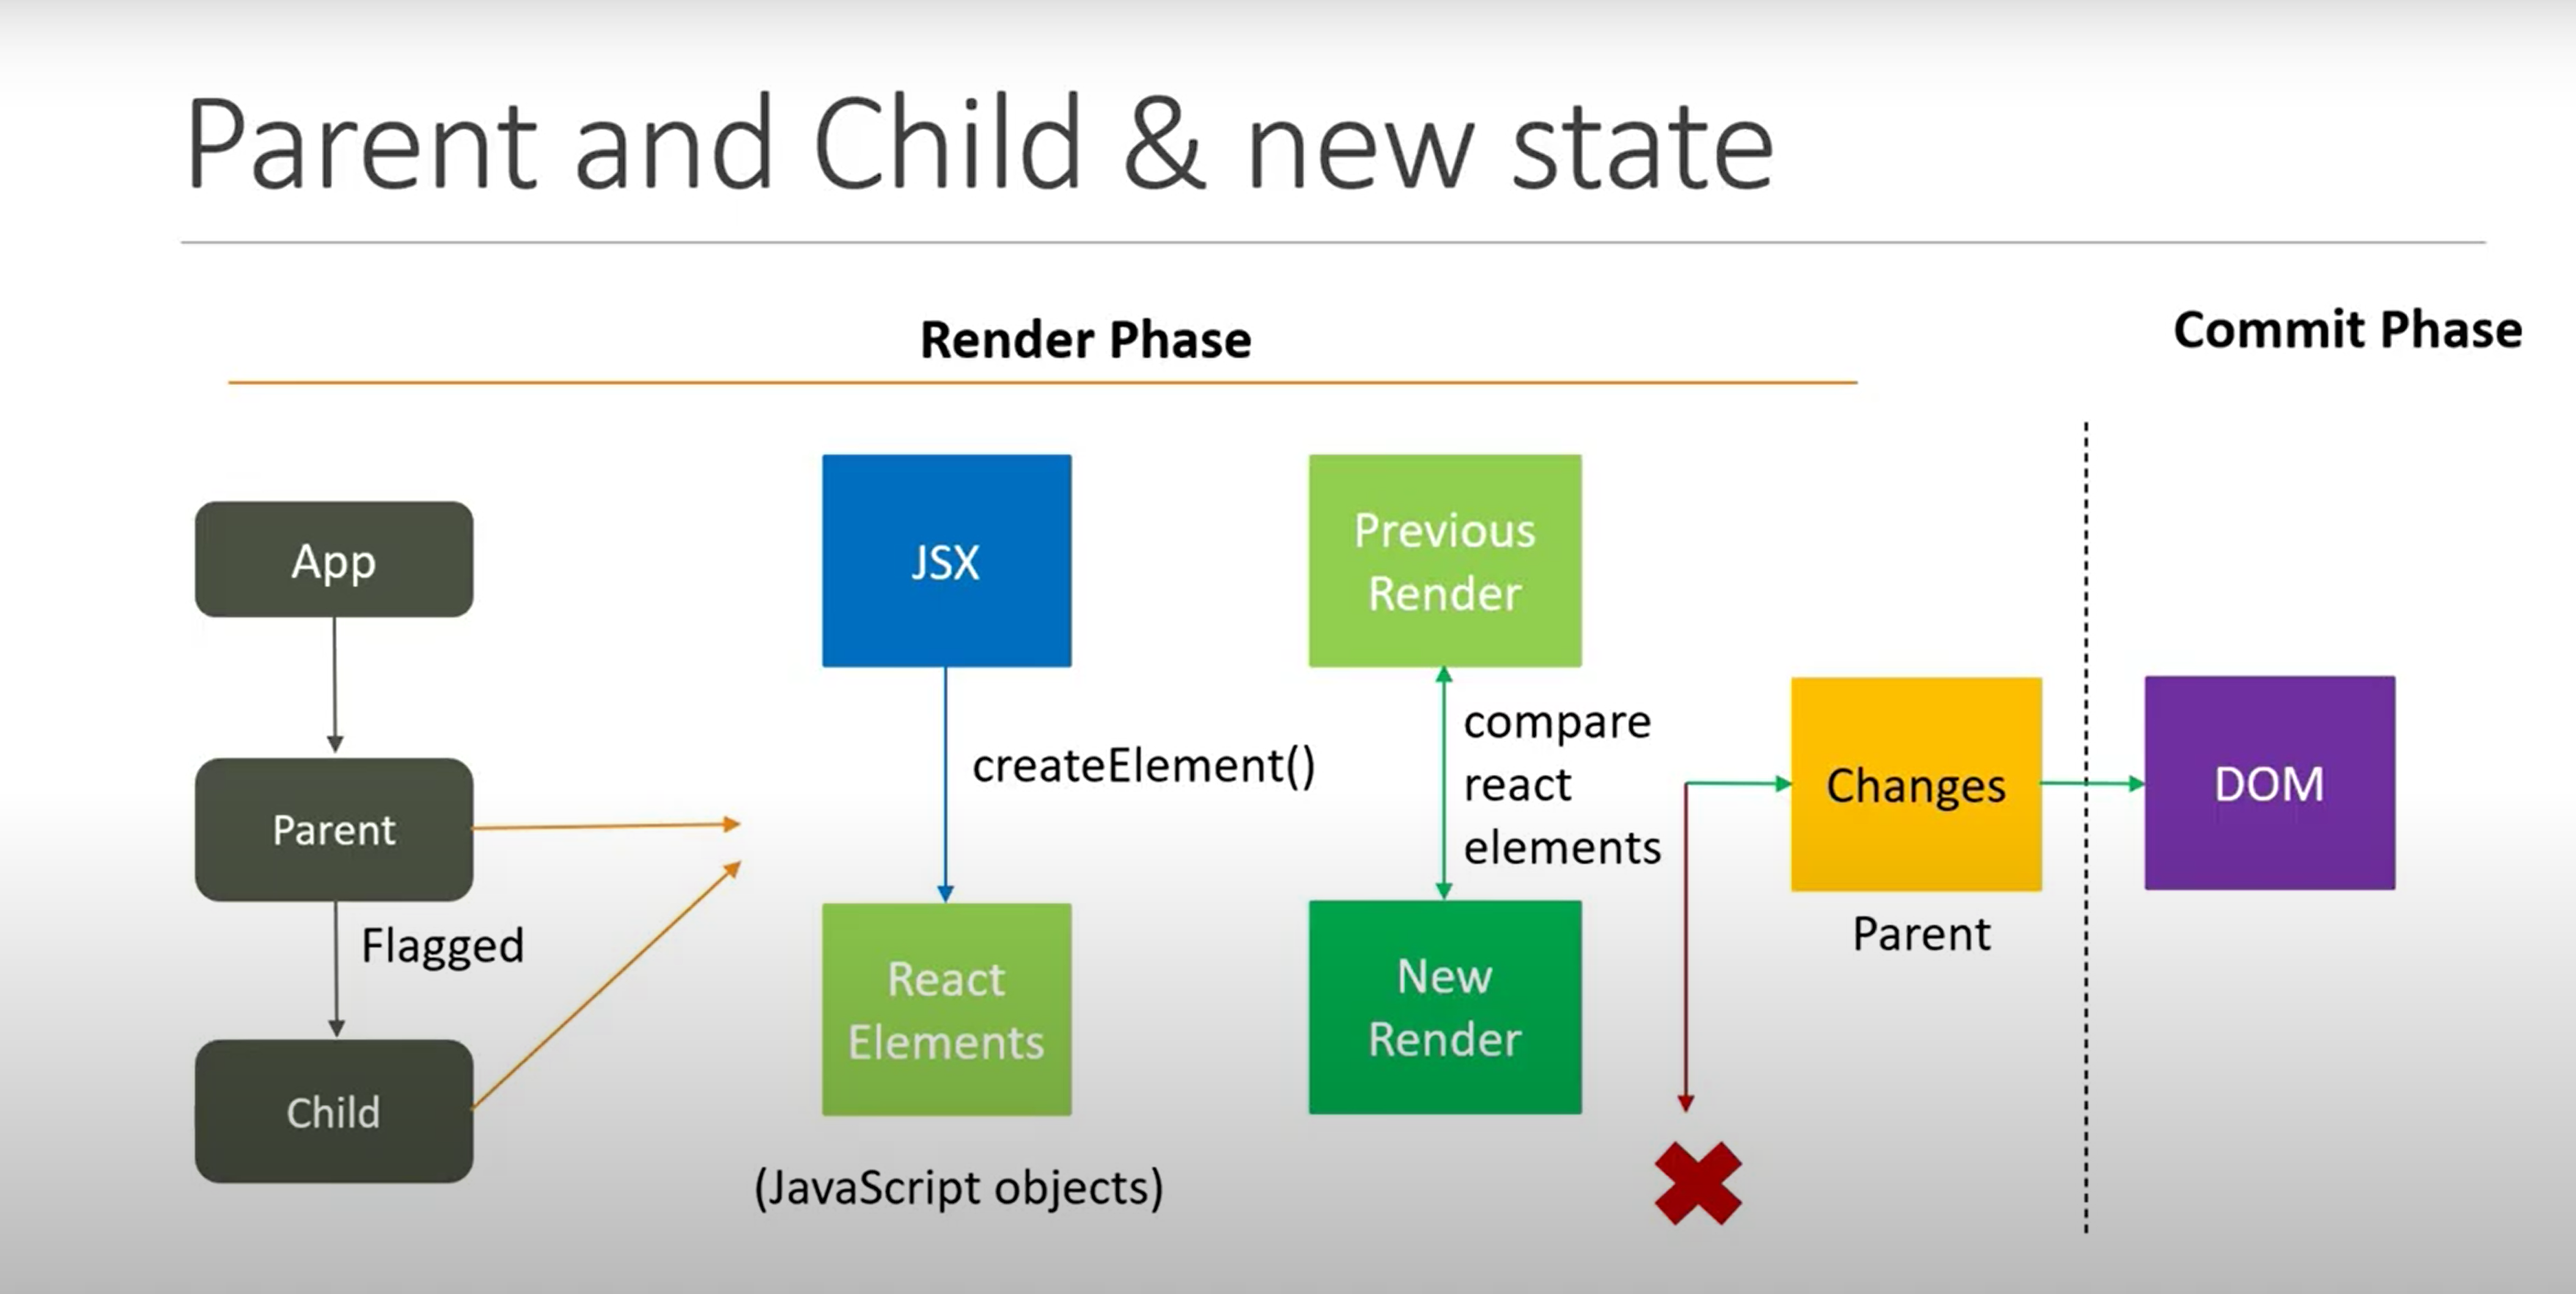 Parent and Child & new state
Render Phase
Commit Phase
App
Parent
Flagged
Child
JSX
createElement()
React
Elements
(JavaScript objects)
Previous
Render
compare
react
elements
New
Render
Changes
Parent
DOM